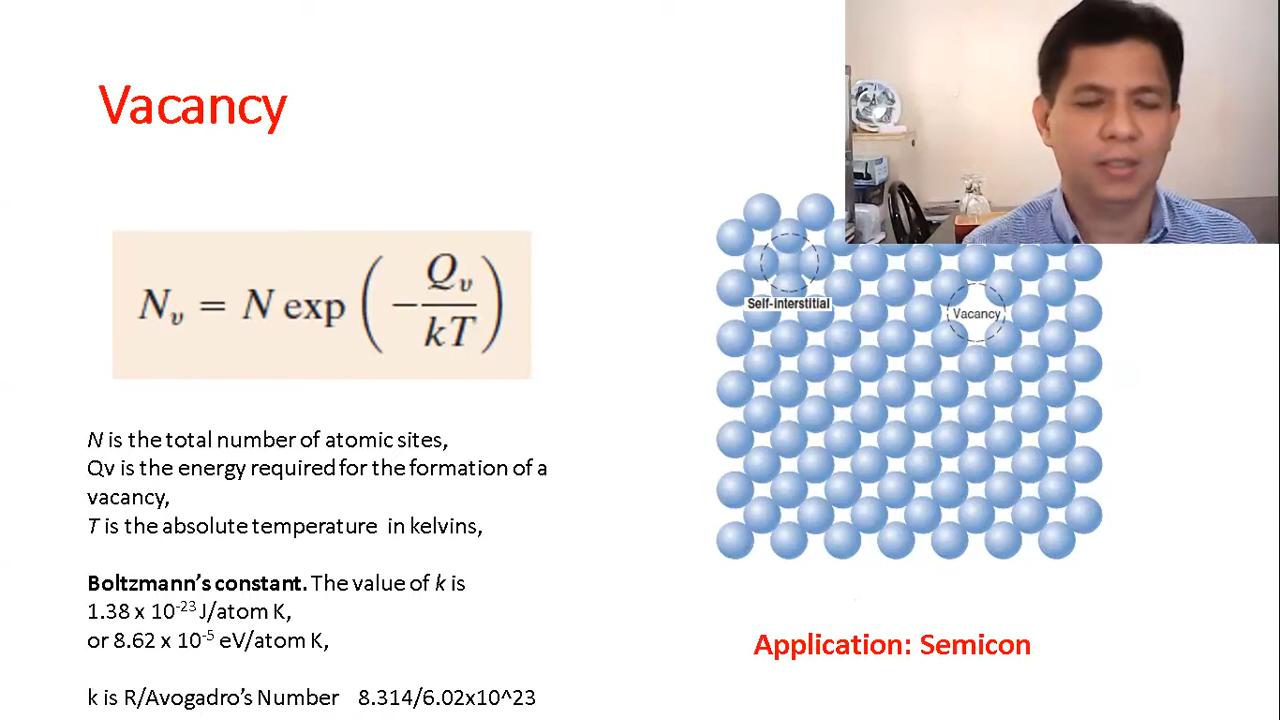 Vacancy
Nᵥ = N exp(−Qᵥ/kT)
N is the total number of atomic sites,
Qv is the energy required for the formation of a
vacancy,
T is the absolute temperature in kelvins,
Boltzmann's constant. The value of k is
1.38 x 10⁻²³ J/atom K,
or 8.62 x 10⁻⁵ eV/atom K,
k is R/Avogadro's Number 8.314/6.02x10^23
Self-interstitial
Vacancy
Application: Semicon